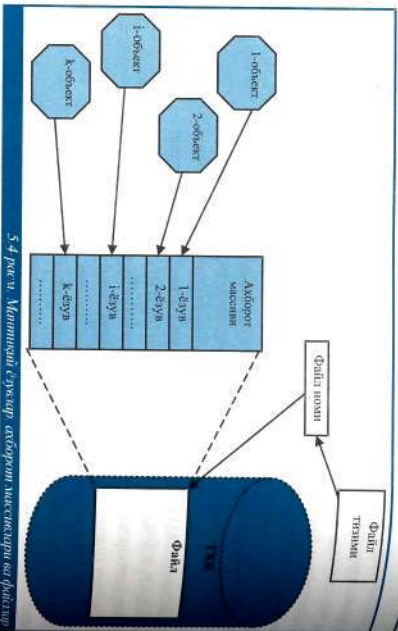 1-объект
2-объект
i-объект
k-объект
Ахборот
массиви
1-ёзув
2-ёзув
............
i-ёзув
............
k-ёзув
............
Файл
тизими
Файл номи
ТХҚ
Файл
5.4-расм. Мантиқий ёзувлар, ахборот массивлари ва файллар